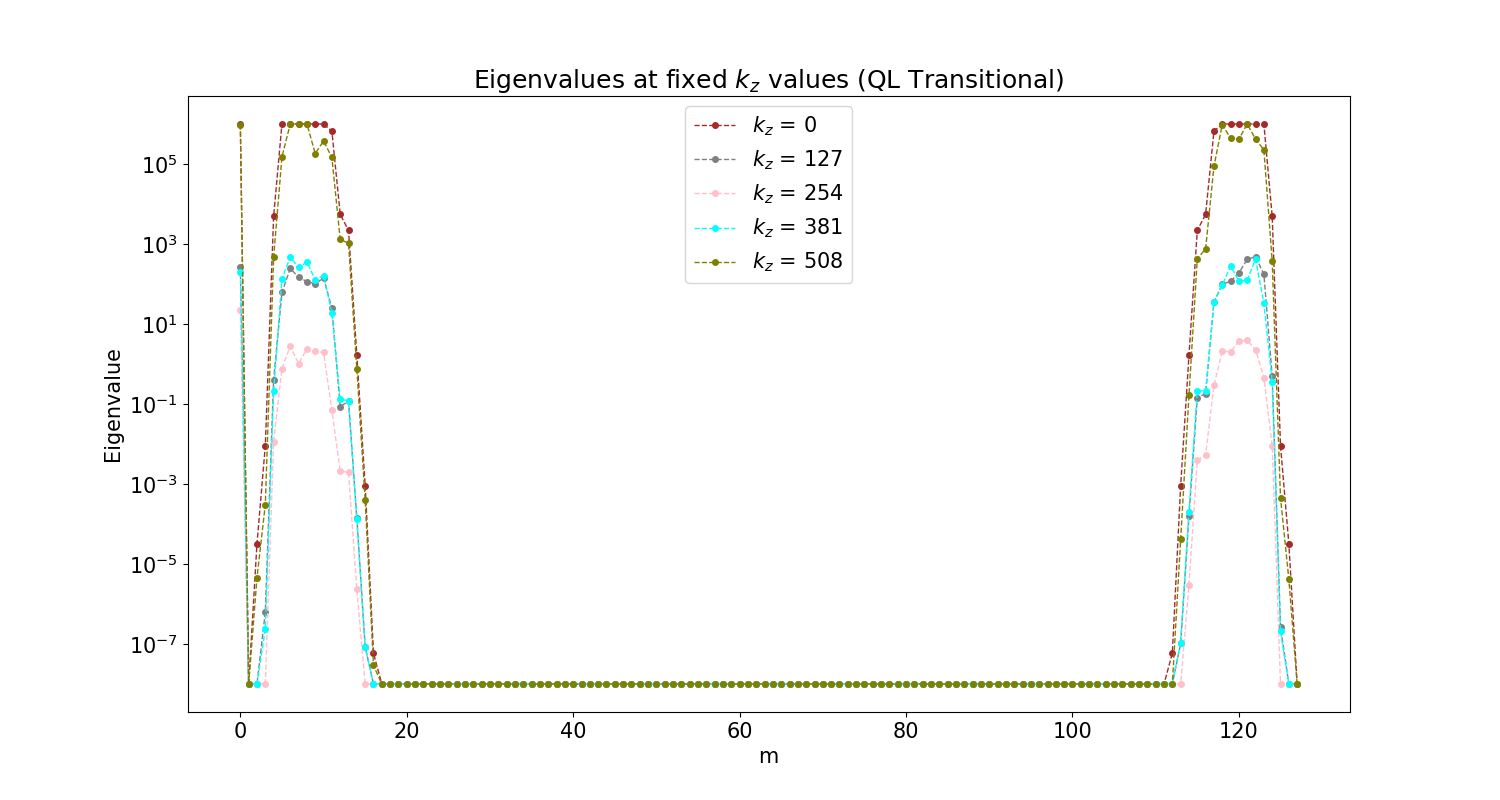 Eigenvalues at fixed $k_z$ values (QL Transitional)
$k_z$ = 0
$k_z$ = 127
$k_z$ = 254
$k_z$ = 381
$k_z$ = 508
Eigenvalue
$10^5$
$10^3$
$10^1$
$10^{-1}$
$10^{-3}$
$10^{-5}$
$10^{-7}$
0 20 40 60 80 100 120
m